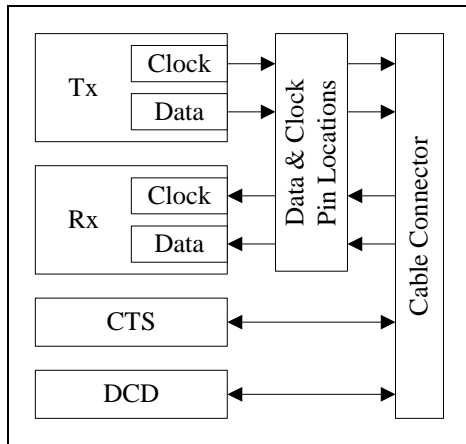 Tx
Clock
Data
Rx
Clock
Data
CTS
DCD
Data & Clock
Pin Locations
Cable Connector